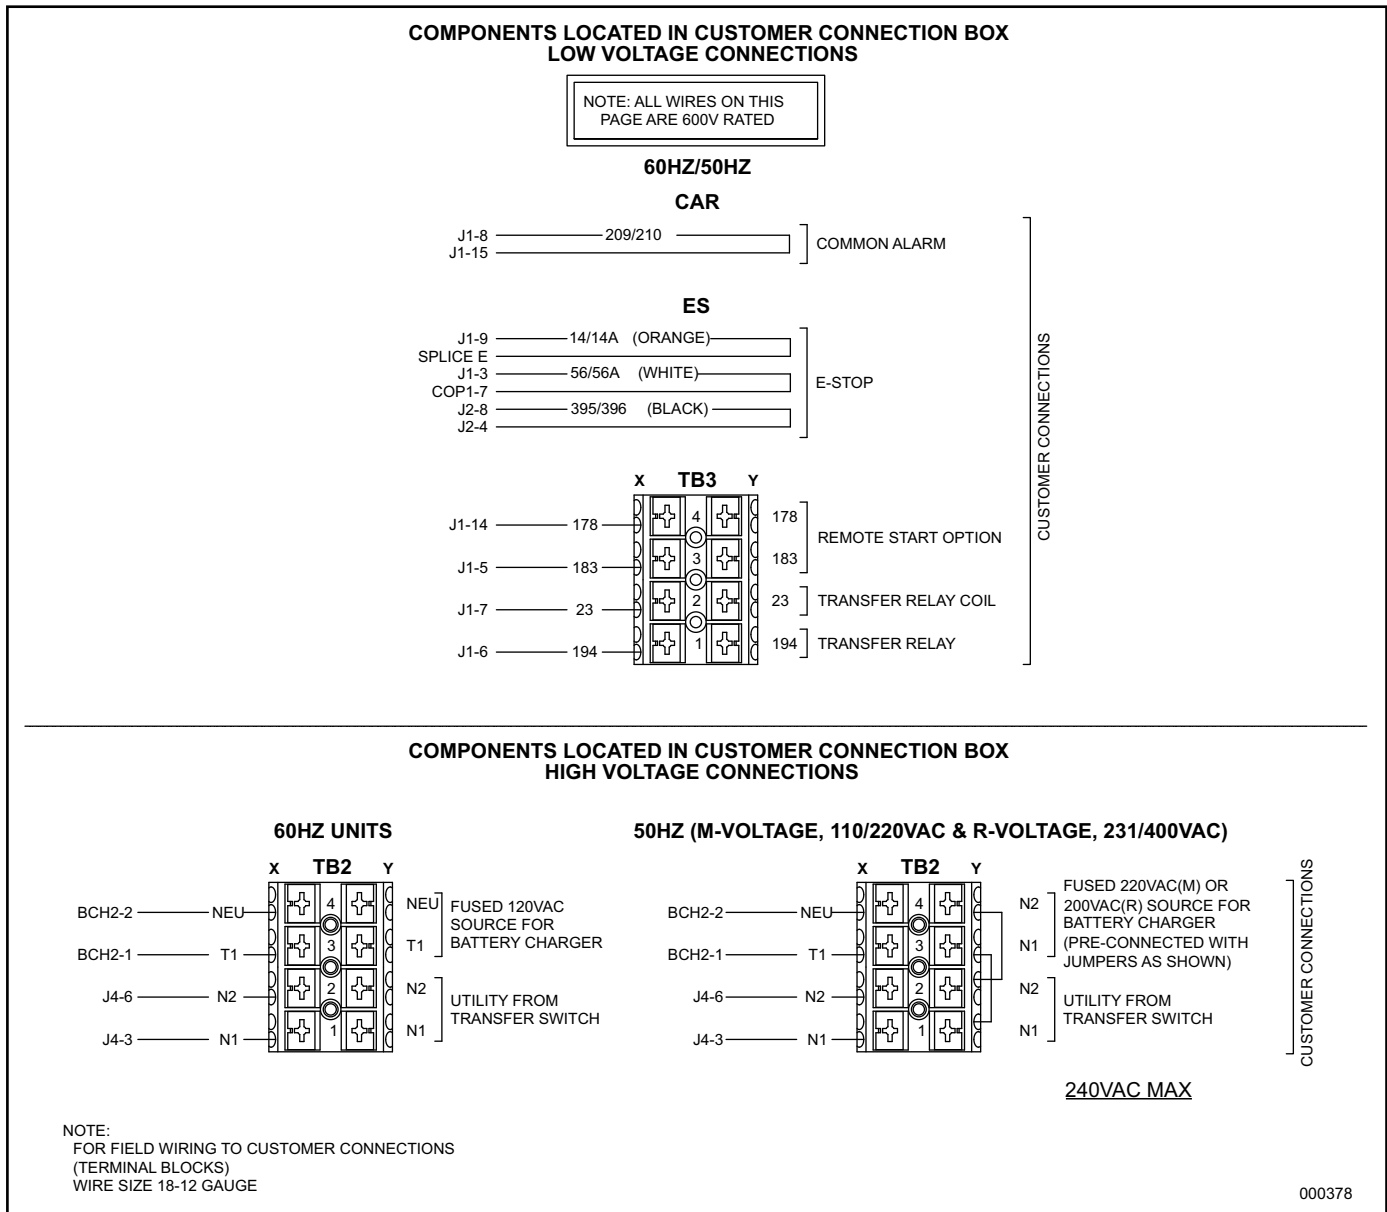 COMPONENTS LOCATED IN CUSTOMER CONNECTION BOX
LOW VOLTAGE CONNECTIONS
NOTE: ALL WIRES ON THIS
PAGE ARE 600V RATED
60HZ/50HZ
CAR
J1-8 209/210
J1-15
COMMON ALARM
ES
J1-9 14/14A (ORANGE)
SPLICE E
J1-3 56/56A (WHITE)
COP1-7
J2-8 395/396 (BLACK)
J2-4
E-STOP
X TB3 Y
J1-14 178 4 178
J1-5 183 3 183
REMOTE START OPTION
J1-7 23 2 23 TRANSFER RELAY COIL
J1-6 194 1 194 TRANSFER RELAY
CUSTOMER CONNECTIONS
COMPONENTS LOCATED IN CUSTOMER CONNECTION BOX
HIGH VOLTAGE CONNECTIONS
60HZ UNITS
X TB2 Y
BCH2-2 NEU 4 NEU
BCH2-1 T1 3 T1
FUSED 120VAC
SOURCE FOR
BATTERY CHARGER
J4-6 N2 2 N2
J4-3 N1 1 N1
UTILITY FROM
TRANSFER SWITCH
50HZ (M-VOLTAGE, 110/220VAC & R-VOLTAGE, 231/400VAC)
X TB2 Y
BCH2-2 NEU 4 N2
BCH2-1 T1 3 N1
FUSED 220VAC(M) OR
200VAC(R) SOURCE FOR
BATTERY CHARGER
(PRE-CONNECTED WITH
JUMPERS AS SHOWN)
J4-6 N2 2 N2
J4-3 N1 1 N1
UTILITY FROM
TRANSFER SWITCH
CUSTOMER CONNECTIONS
240VAC MAX
NOTE:
FOR FIELD WIRING TO CUSTOMER CONNECTIONS
(TERMINAL BLOCKS)
WIRE SIZE 18-12 GAUGE
000378